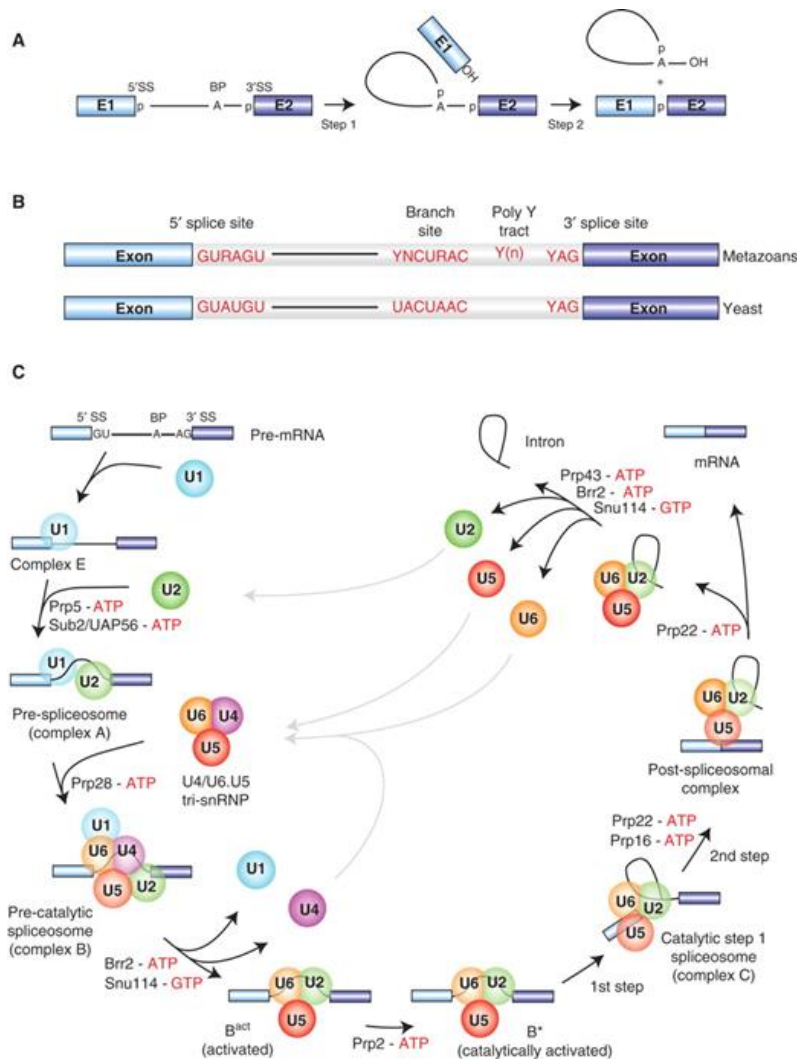 A
5′SS BP 3′SS
E1 p A p E2
Step 1
E1
OH
p
A p E2
Step 2
p
A OH
+
E1 p E2
B
5′ splice site Branch site Poly Y tract 3′ splice site
Exon GURAGU YNCURAC Y(n) YAG Exon Metazoans
Exon GUAUGU UACUAAC YAG Exon Yeast
C
5′ SS BP 3′ SS
GU A AG
Pre-mRNA
U1
U1
Complex E
U2
Prp5 - ATP
Sub2/UAP56 - ATP
U1
U2
Pre-spliceosome
(complex A)
U6 U4
U5
U4/U6.U5
tri-snRNP
Prp28 - ATP
U1
U6 U4
U5 U2
Pre-catalytic
spliceosome
(complex B)
U1
U4
Brr2 - ATP
Snu114 - GTP
U6 U2
U5
Bact
(activated)
Prp2 - ATP
U6 U2
U5
B*
(catalytically activated)
1st step
U6 U2
U5
Catalytic step 1
spliceosome
(complex C)
Prp22 - ATP
Prp16 - ATP
2nd step
U6 U2
U5
Post-spliceosomal
complex
Prp22 - ATP
mRNA
U6 U2
U5
Prp43 - ATP
Brr2 - ATP
Snu114 - GTP
Intron
U2
U5
U6